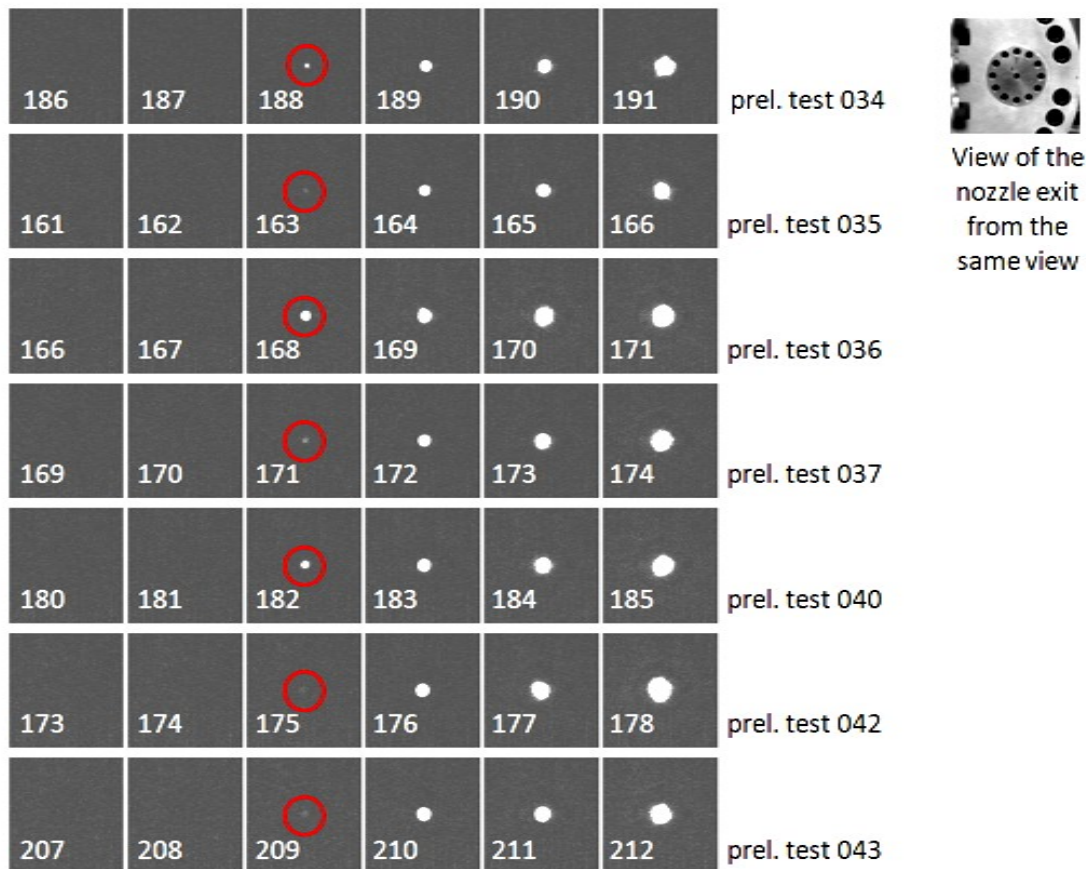 186 187 188 189 190 191 prel. test 034
View of the
nozzle exit
from the
same view
161 162 163 164 165 166 prel. test 035
166 167 168 169 170 171 prel. test 036
169 170 171 172 173 174 prel. test 037
180 181 182 183 184 185 prel. test 040
173 174 175 176 177 178 prel. test 042
207 208 209 210 211 212 prel. test 043